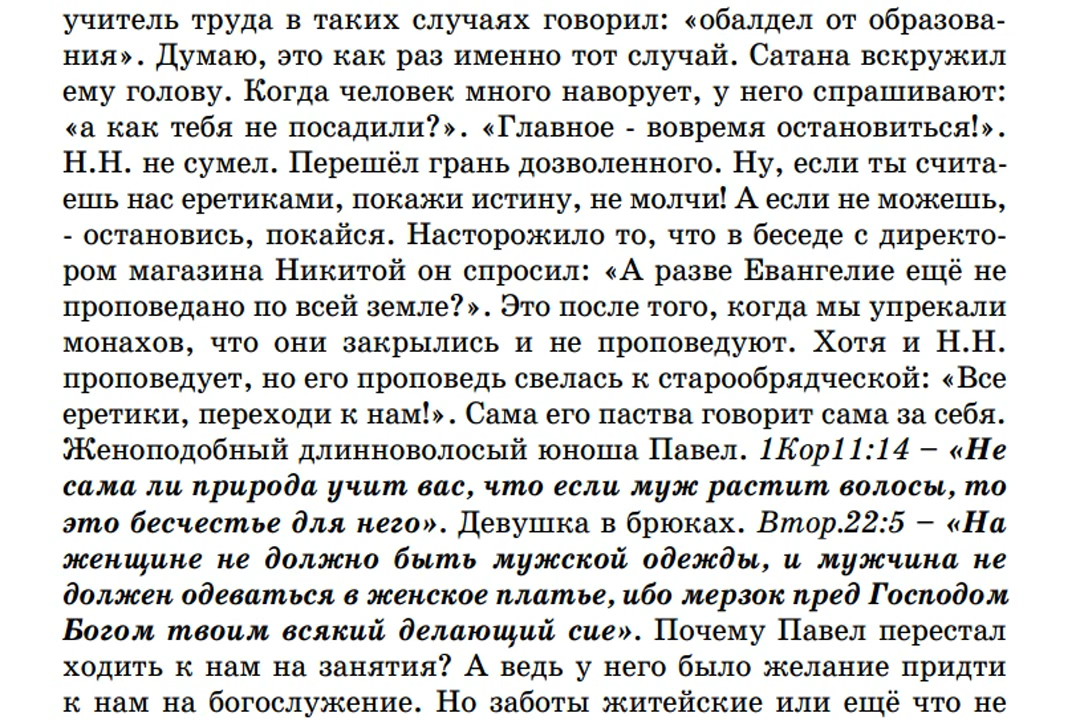 учитель труда в таких случаях говорил: «обалдел от образова-
ния». Думаю, это как раз именно тот случай. Сатана вскружил
ему голову. Когда человек много наворует, у него спрашивают:
«а как тебя не посадили?». «Главное - вовремя остановиться!».
Н.Н. не сумел. Перешёл грань дозволенного. Ну, если ты счита-
ешь нас еретиками, покажи истину, не молчи! А если не можешь,
- остановись, покайся. Насторожило то, что в беседе с директо-
ром магазина Никитой он спросил: «А разве Евангелие ещё не
проповедано по всей земле?». Это после того, когда мы упрекали
монахов, что они закрылись и не проповедуют. Хотя и Н.Н.
проповедует, но его проповедь свелась к старообрядческой: «Все
еретики, переходи к нам!». Сама его паства говорит сама за себя.
Женоподобный длинноволосый юноша Павел. 1Кор11:14 – «Не
сама ли природа учит вас, что если муж растит волосы, то
это бесчестье для него». Девушка в брюках. Втор.22:5 – «На
женщине не должно быть мужской одежды, и мужчина не
должен одеваться в женское платье, ибо мерзок пред Господом
Богом твоим всякий делающий сие». Почему Павел перестал
ходить к нам на занятия? А ведь у него было желание придти
к нам на богослужение. Но заботы житейские или ещё что не